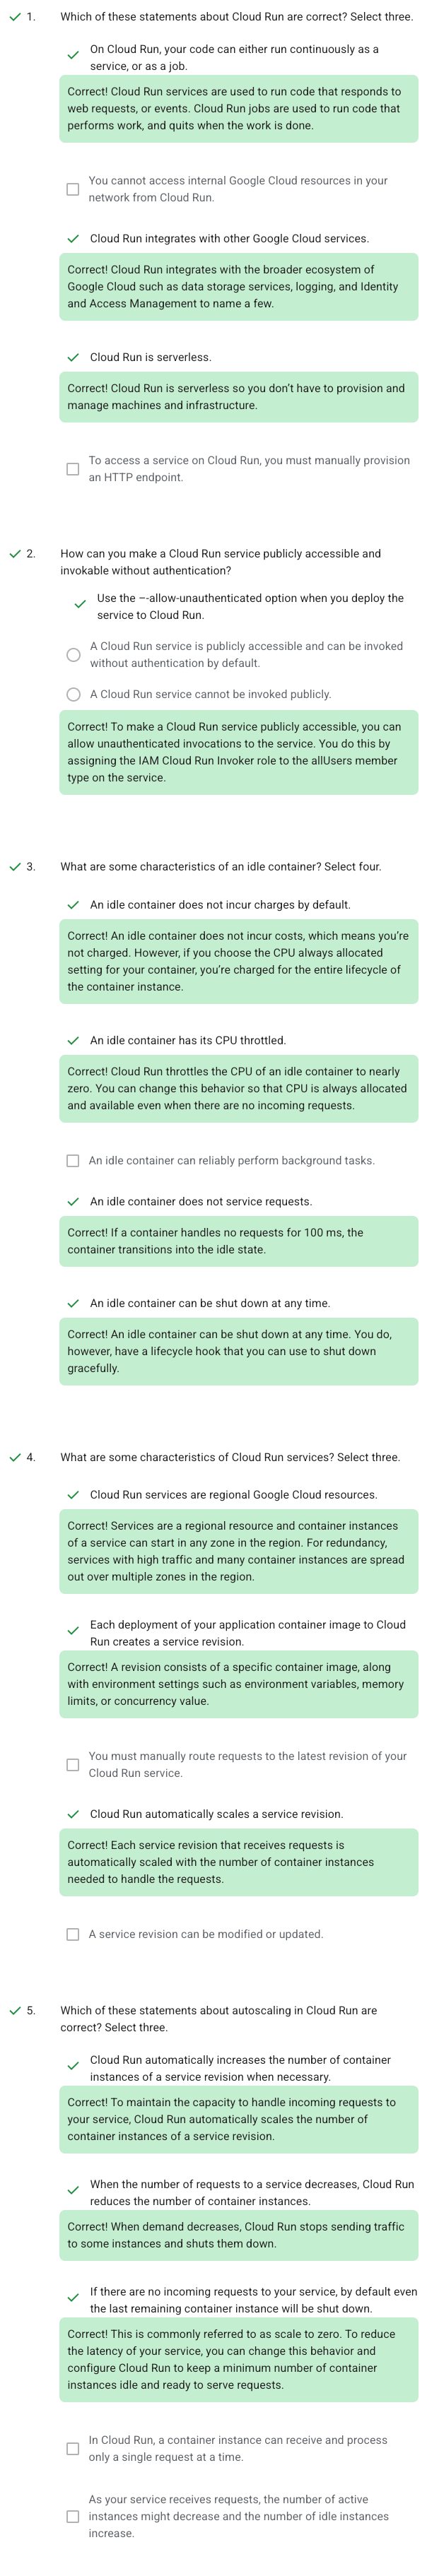 1. Which of these statements about Cloud Run are correct? Select three.
On Cloud Run, your code can either run continuously as a
service, or as a job.
Correct! Cloud Run services are used to run code that responds to
web requests, or events. Cloud Run jobs are used to run code that
performs work, and quits when the work is done.
You cannot access internal Google Cloud resources in your
network from Cloud Run.
Cloud Run integrates with other Google Cloud services.
Correct! Cloud Run integrates with the broader ecosystem of
Google Cloud such as data storage services, logging, and Identity
and Access Management to name a few.
Cloud Run is serverless.
Correct! Cloud Run is serverless so you don’t have to provision and
manage machines and infrastructure.
To access a service on Cloud Run, you must manually provision
an HTTP endpoint.
2. How can you make a Cloud Run service publicly accessible and
invokable without authentication?
Use the –-allow-unauthenticated option when you deploy the
service to Cloud Run.
A Cloud Run service is publicly accessible and can be invoked
without authentication by default.
A Cloud Run service cannot be invoked publicly.
Correct! To make a Cloud Run service publicly accessible, you can
allow unauthenticated invocations to the service. You do this by
assigning the IAM Cloud Run Invoker role to the allUsers member
type on the service.
3. What are some characteristics of an idle container? Select four.
An idle container does not incur charges by default.
Correct! An idle container does not incur costs, which means you’re
not charged. However, if you choose the CPU always allocated
setting for your container, you’re charged for the entire lifecycle of
the container instance.
An idle container has its CPU throttled.
Correct! Cloud Run throttles the CPU of an idle container to nearly
zero. You can change this behavior so that CPU is always allocated
and available even when there are no incoming requests.
An idle container can reliably perform background tasks.
An idle container does not service requests.
Correct! If a container handles no requests for 100 ms, the
container transitions into the idle state.
An idle container can be shut down at any time.
Correct! An idle container can be shut down at any time. You do,
however, have a lifecycle hook that you can use to shut down
gracefully.
4. What are some characteristics of Cloud Run services? Select three.
Cloud Run services are regional Google Cloud resources.
Correct! Services are a regional resource and container instances
of a service can start in any zone in the region. For redundancy,
services with high traffic and many container instances are spread
out over multiple zones in the region.
Each deployment of your application container image to Cloud
Run creates a service revision.
Correct! A revision consists of a specific container image, along
with environment settings such as environment variables, memory
limits, or concurrency value.
You must manually route requests to the latest revision of your
Cloud Run service.
Cloud Run automatically scales a service revision.
Correct! Each service revision that receives requests is
automatically scaled with the number of container instances
needed to handle the requests.
A service revision can be modified or updated.
5. Which of these statements about autoscaling in Cloud Run are
correct? Select three.
Cloud Run automatically increases the number of container
instances of a service revision when necessary.
Correct! To maintain the capacity to handle incoming requests to
your service, Cloud Run automatically scales the number of
container instances of a service revision.
When the number of requests to a service decreases, Cloud Run
reduces the number of container instances.
Correct! When demand decreases, Cloud Run stops sending traffic
to some instances and shuts them down.
If there are no incoming requests to your service, by default even
the last remaining container instance will be shut down.
Correct! This is commonly referred to as scale to zero. To reduce
the latency of your service, you can change this behavior and
configure Cloud Run to keep a minimum number of container
instances idle and ready to serve requests.
In Cloud Run, a container instance can receive and process
only a single request at a time.
As your service receives requests, the number of active
instances might decrease and the number of idle instances
increase.